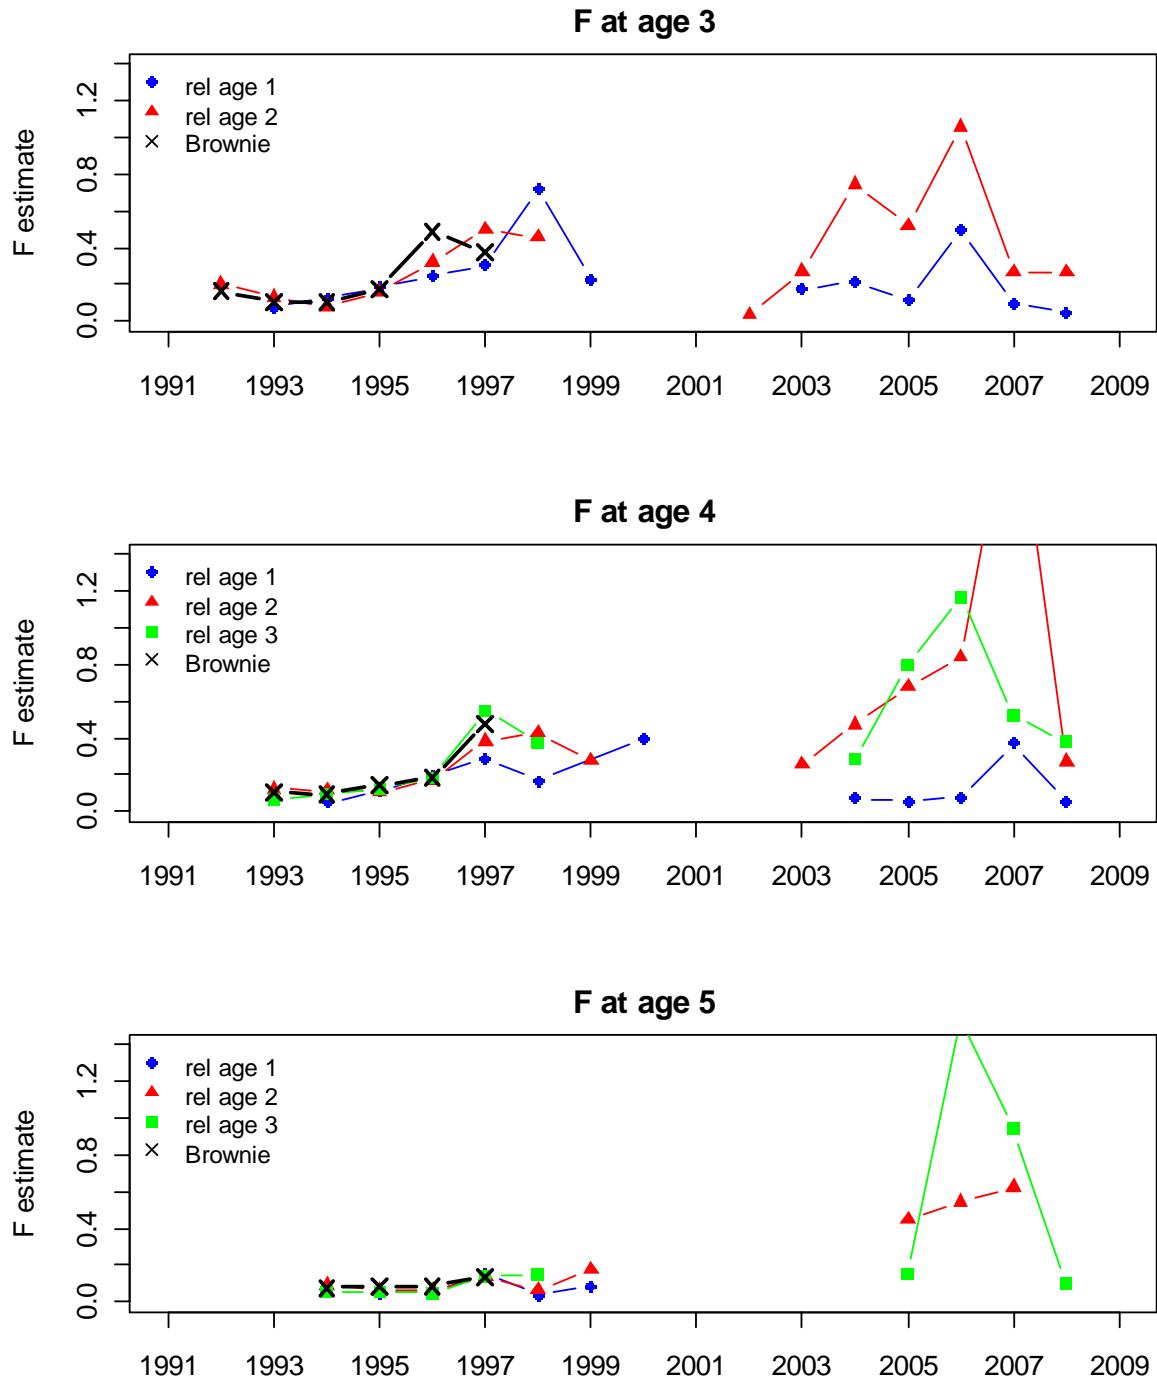 F at age 3
rel age 1
rel age 2
Brownie
F estimate
0.0 0.4 0.8 1.2
1991 1993 1995 1997 1999 2001 2003 2005 2007 2009
F at age 4
rel age 1
rel age 2
rel age 3
Brownie
F estimate
0.0 0.4 0.8 1.2
1991 1993 1995 1997 1999 2001 2003 2005 2007 2009
F at age 5
rel age 1
rel age 2
rel age 3
Brownie
F estimate
0.0 0.4 0.8 1.2
1991 1993 1995 1997 1999 2001 2003 2005 2007 2009